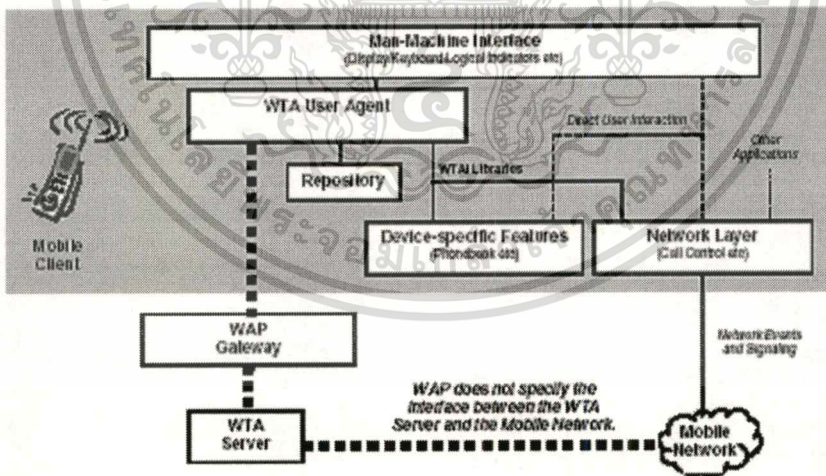 Man-Machine Interface
(Display/Keyboard/Logical Indicators etc)
WTA User Agent
Direct User Interaction
Other
Applications
Repository
WTAI Libraries
Device-specific Features
(Phonebook etc)
Network Layer
(Call Control etc)
Mobile
Client
WAP
Gateway
Network Events
and Signaling
WAP does not specify the
Interface between the WTA
Server and the Mobile Network.
WTA
Server
Mobile
Network